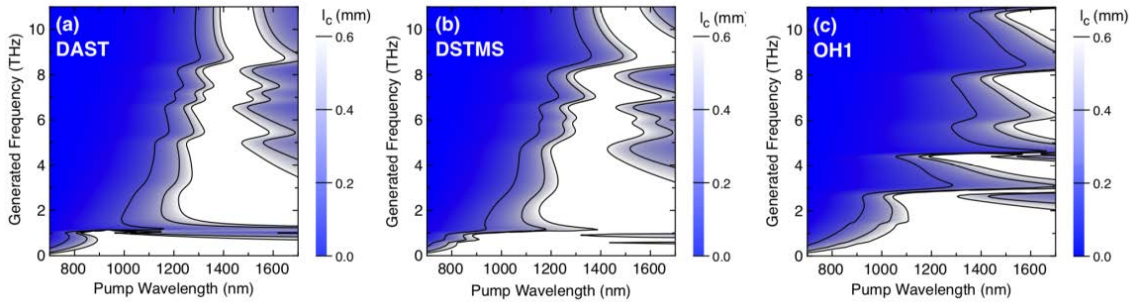 (a)
DAST
Generated Frequency (THz)
10
8
6
4
2
0
800 1000 1200 1400 1600
Pump Wavelength (nm)
l_c (mm)
0.6
0.4
0.2
0.0
(b)
DSTMS
Generated Frequency (THz)
10
8
6
4
2
0
800 1000 1200 1400 1600
Pump Wavelength (nm)
l_c (mm)
0.6
0.4
0.2
0.0
(c)
OH1
Generated Frequency (THz)
10
8
6
4
2
0
800 1000 1200 1400 1600
Pump Wavelength (nm)
l_c (mm)
0.6
0.4
0.2
0.0